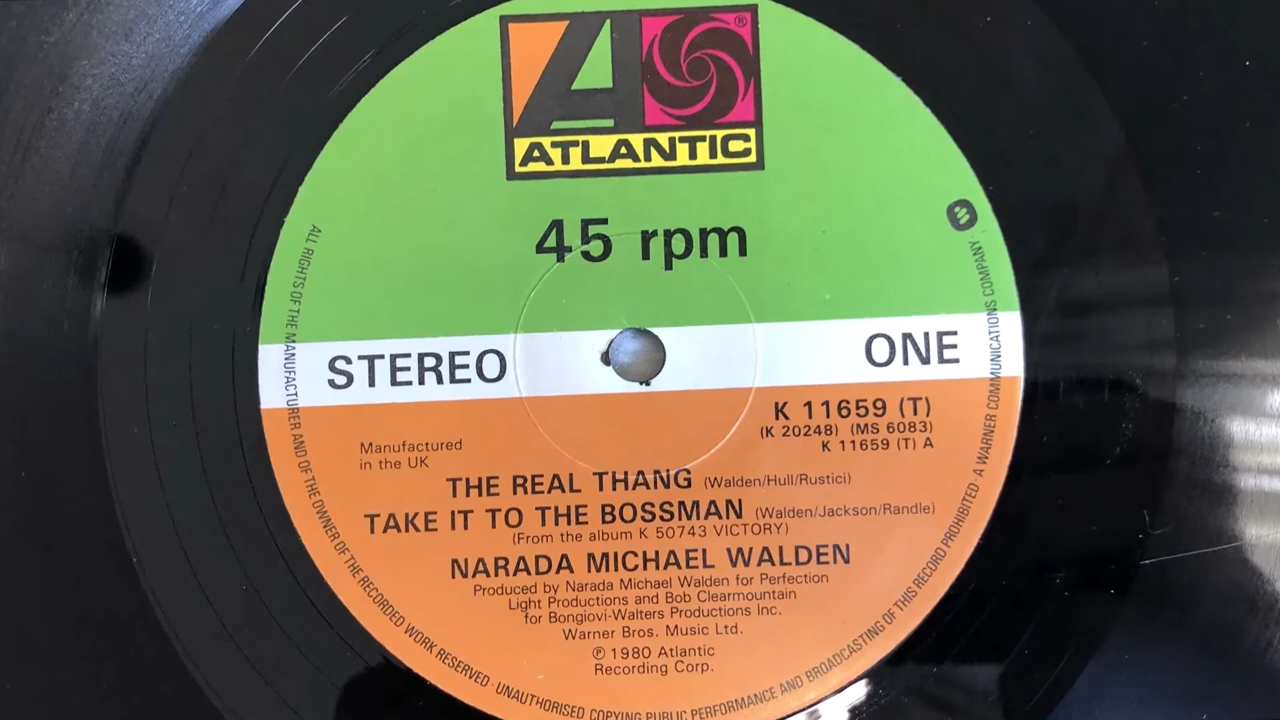 ATLANTIC
®
45 rpm
STEREO
ONE
K 11659 (T)
(K 20248) (MS 6083)
K 11659 (T) A
Manufactured
in the UK
THE REAL THANG (Walden/Hull/Rustici)
TAKE IT TO THE BOSSMAN (Walden/Jackson/Randle)
(From the album K 50743 VICTORY)
NARADA MICHAEL WALDEN
Produced by Narada Michael Walden for Perfection
Light Productions and Bob Clearmountain
for Bongiovi-Walters Productions Inc.
Warner Bros. Music Ltd.
℗ 1980 Atlantic
Recording Corp.
ALL RIGHTS OF THE MANUFACTURER AND OF THE OWNER OF THE RECORDED WORK RESERVED · UNAUTHORISED COPYING PUBLIC PERFORMANCE AND BROADCASTING OF THIS RECORD PROHIBITED · A WARNER COMMUNICATIONS COMPANY ·